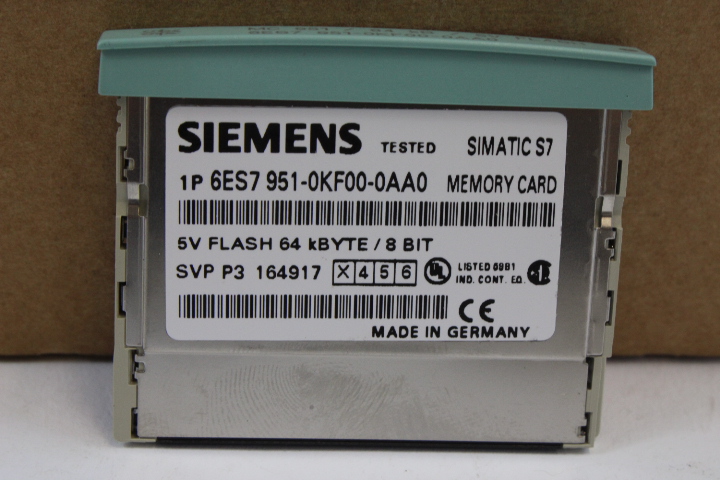 SIEMENS TESTED SIMATIC S7
1P 6ES7 951-0KF00-0AA0 MEMORY CARD
5V FLASH 64 kBYTE / 8 BIT
SVP P3 164917 X 4 5 6 UL LISTED 69B1
IND. CONT. EQ.
CE
MADE IN GERMANY